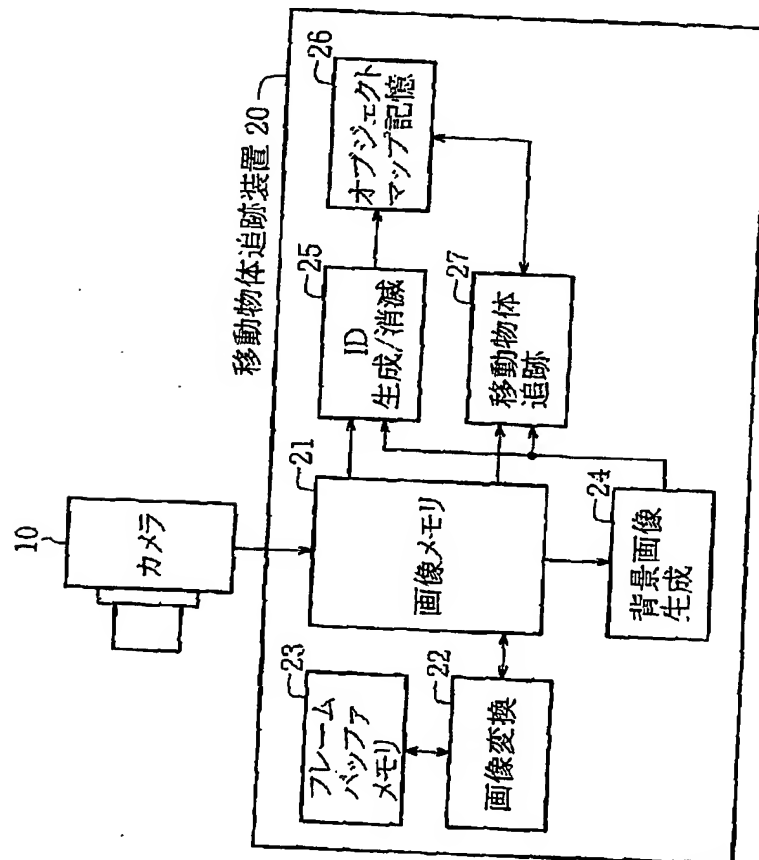 10
カメラ
移動物体追跡装置 20
23
フレーム
バッファ
メモリ
22
画像変換
21
画像メモリ
24
背景画像
生成
25
ID
生成/消滅
26
オブジェクト
マップ記憶
27
移動物体
追跡